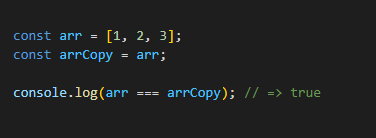 const arr = [1, 2, 3];
const arrCopy = arr;
console.log(arr === arrCopy); // => true